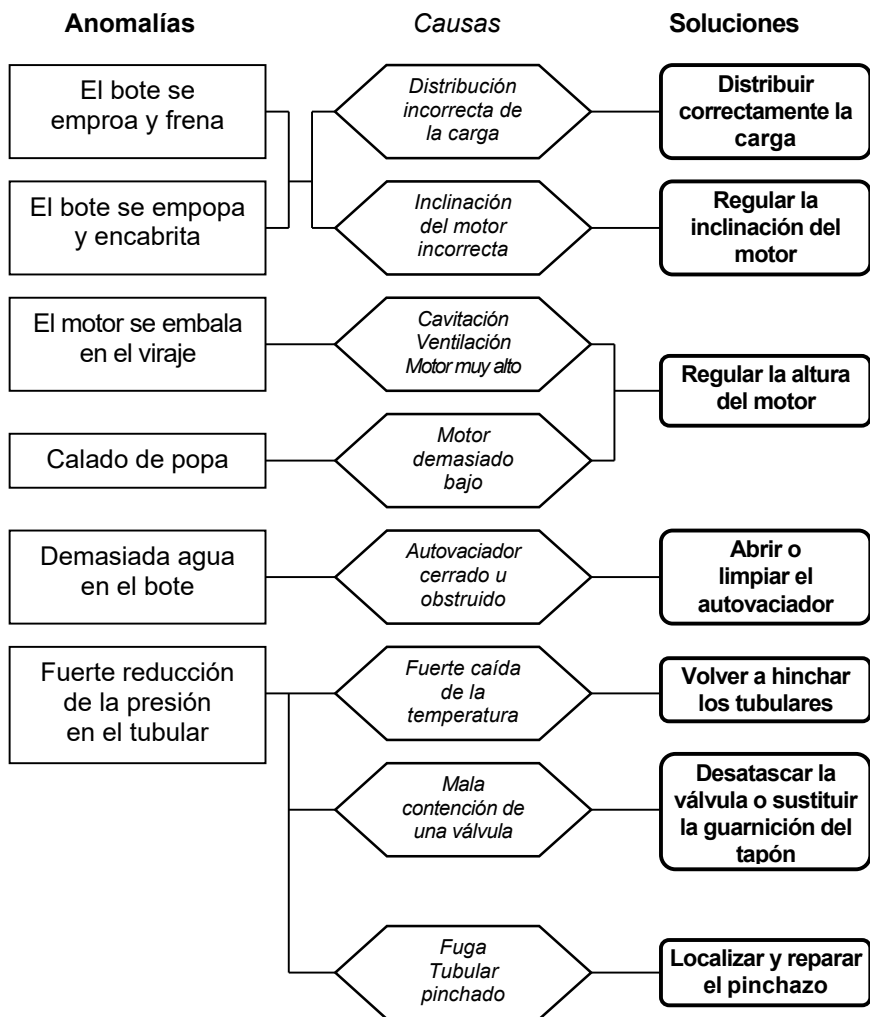 Anomalías
Causas
Soluciones
El bote se
emproa y frena
Distribución
incorrecta de
la carga
Distribuir
correctamente la
carga
El bote se empopa
y encabrita
Inclinación
del motor
incorrecta
Regular la
inclinación del
motor
El motor se embala
en el viraje
Cavitación
Ventilación
Motor muy alto
Regular la altura
del motor
Calado de popa
Motor
demasiado
bajo
Demasiada agua
en el bote
Autovaciador
cerrado u
obstruido
Abrir o
limpiar el
autovaciador
Fuerte reducción
de la presión
en el tubular
Fuerte caída
de la
temperatura
Volver a hinchar
los tubulares
Mala
contención de
una válvula
Desatascar la
válvula o sustituir
la guarnición del
tapón
Fuga
Tubular
pinchado
Localizar y reparar
el pinchazo